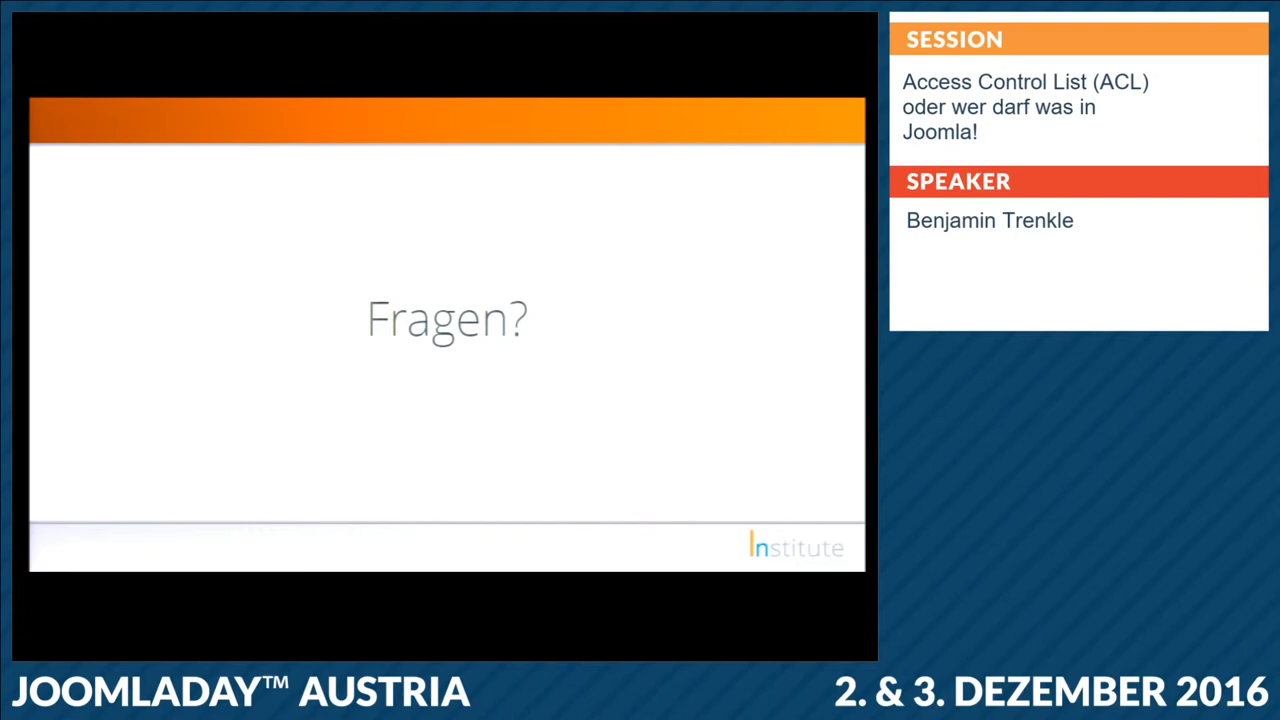 Fragen?
Institute
SESSION
Access Control List (ACL)
oder wer darf was in
Joomla!
SPEAKER
Benjamin Trenkle
JOOMLADAY™ AUSTRIA
2. & 3. DEZEMBER 2016